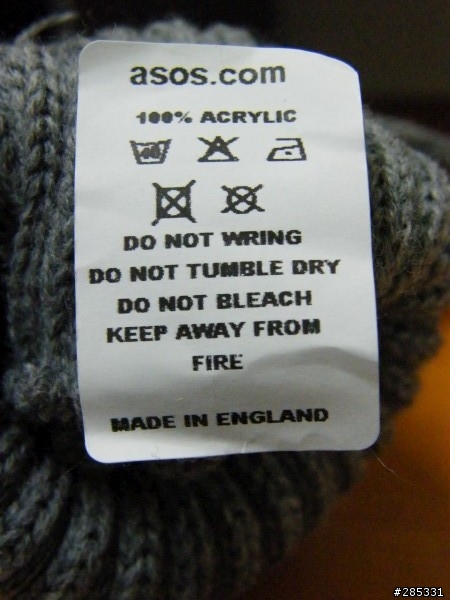 asos.com
100% ACRYLIC
DO NOT WRING
DO NOT TUMBLE DRY
DO NOT BLEACH
KEEP AWAY FROM
FIRE
MADE IN ENGLAND
#285331